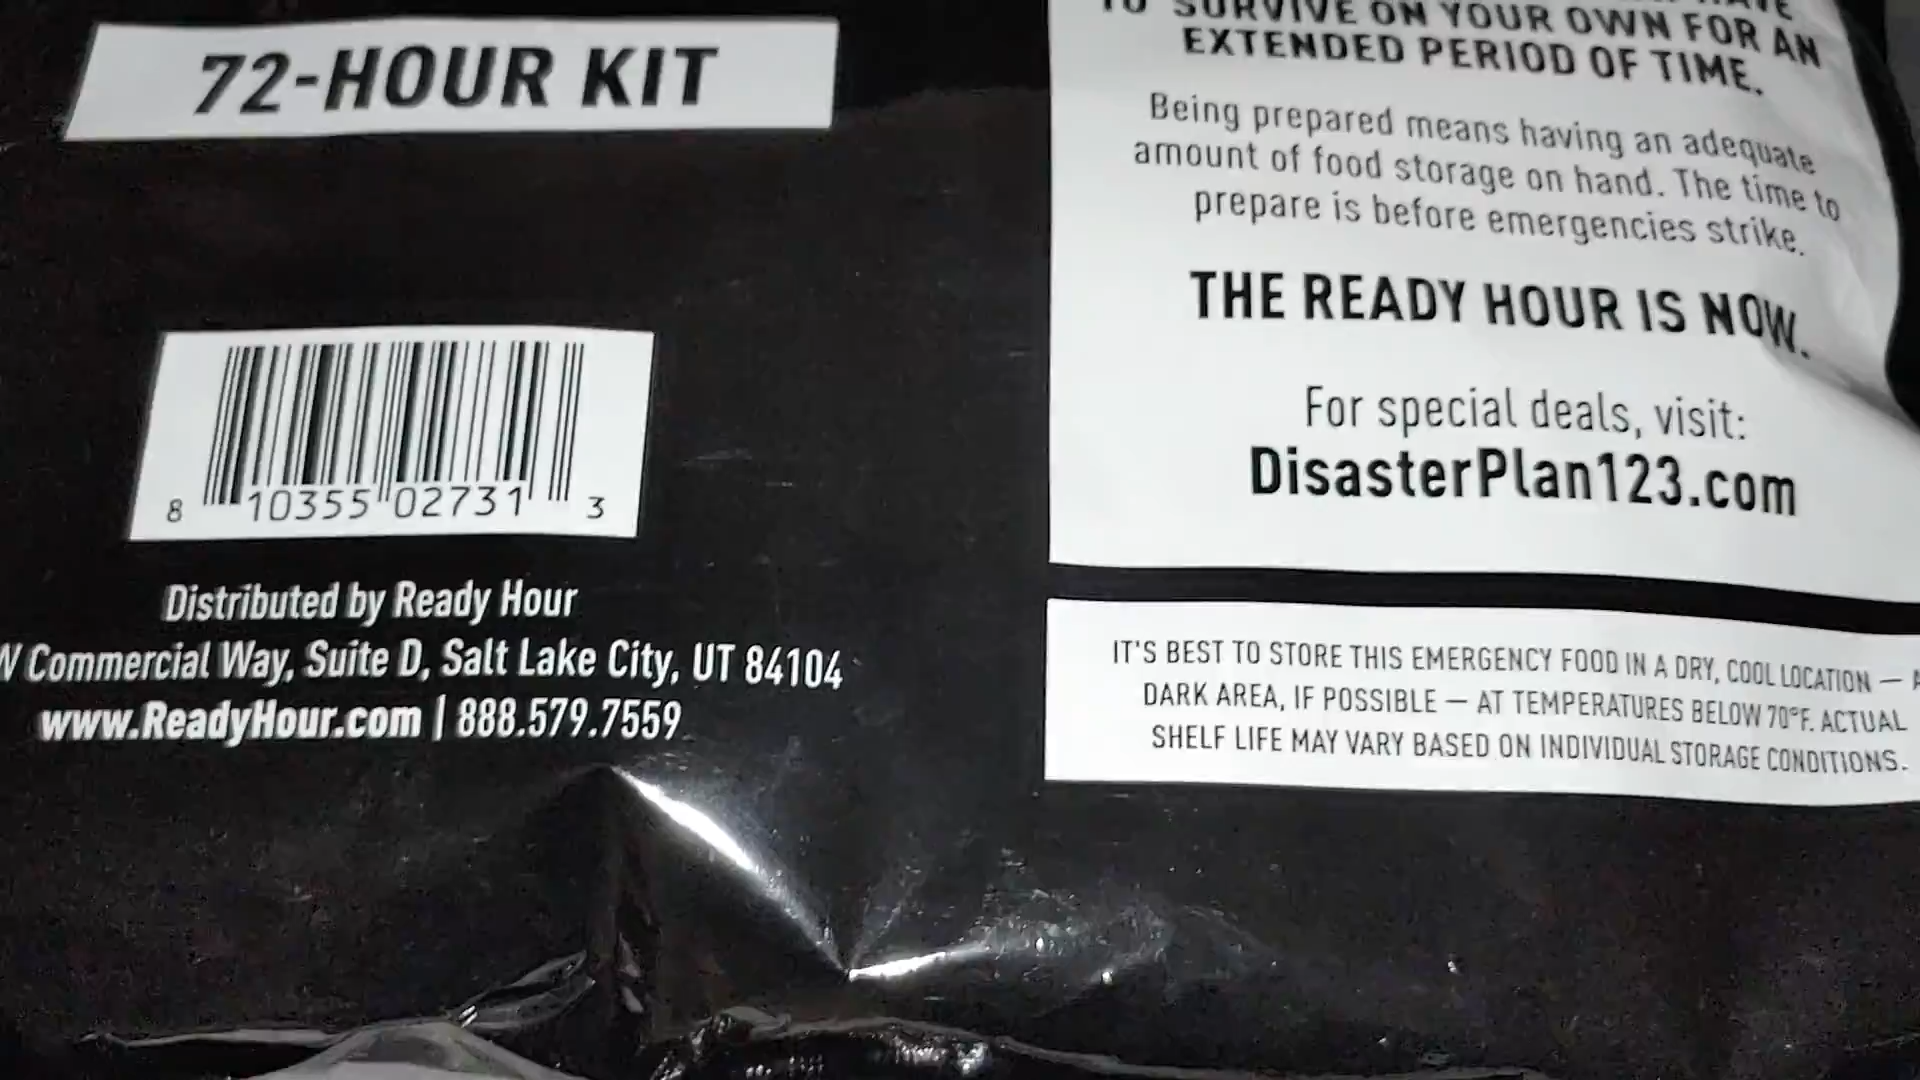 72-HOUR KIT
8 10355 02731 3
Distributed by Ready Hour
W Commercial Way, Suite D, Salt Lake City, UT 84104
www.ReadyHour.com | 888.579.7559
TO SURVIVE ON YOUR OWN FOR AN
EXTENDED PERIOD OF TIME.
Being prepared means having an adequate
amount of food storage on hand. The time to
prepare is before emergencies strike.
THE READY HOUR IS NOW.
For special deals, visit:
DisasterPlan123.com
IT'S BEST TO STORE THIS EMERGENCY FOOD IN A DRY, COOL LOCATION —
DARK AREA, IF POSSIBLE — AT TEMPERATURES BELOW 70°F. ACTUAL
SHELF LIFE MAY VARY BASED ON INDIVIDUAL STORAGE CONDITIONS.